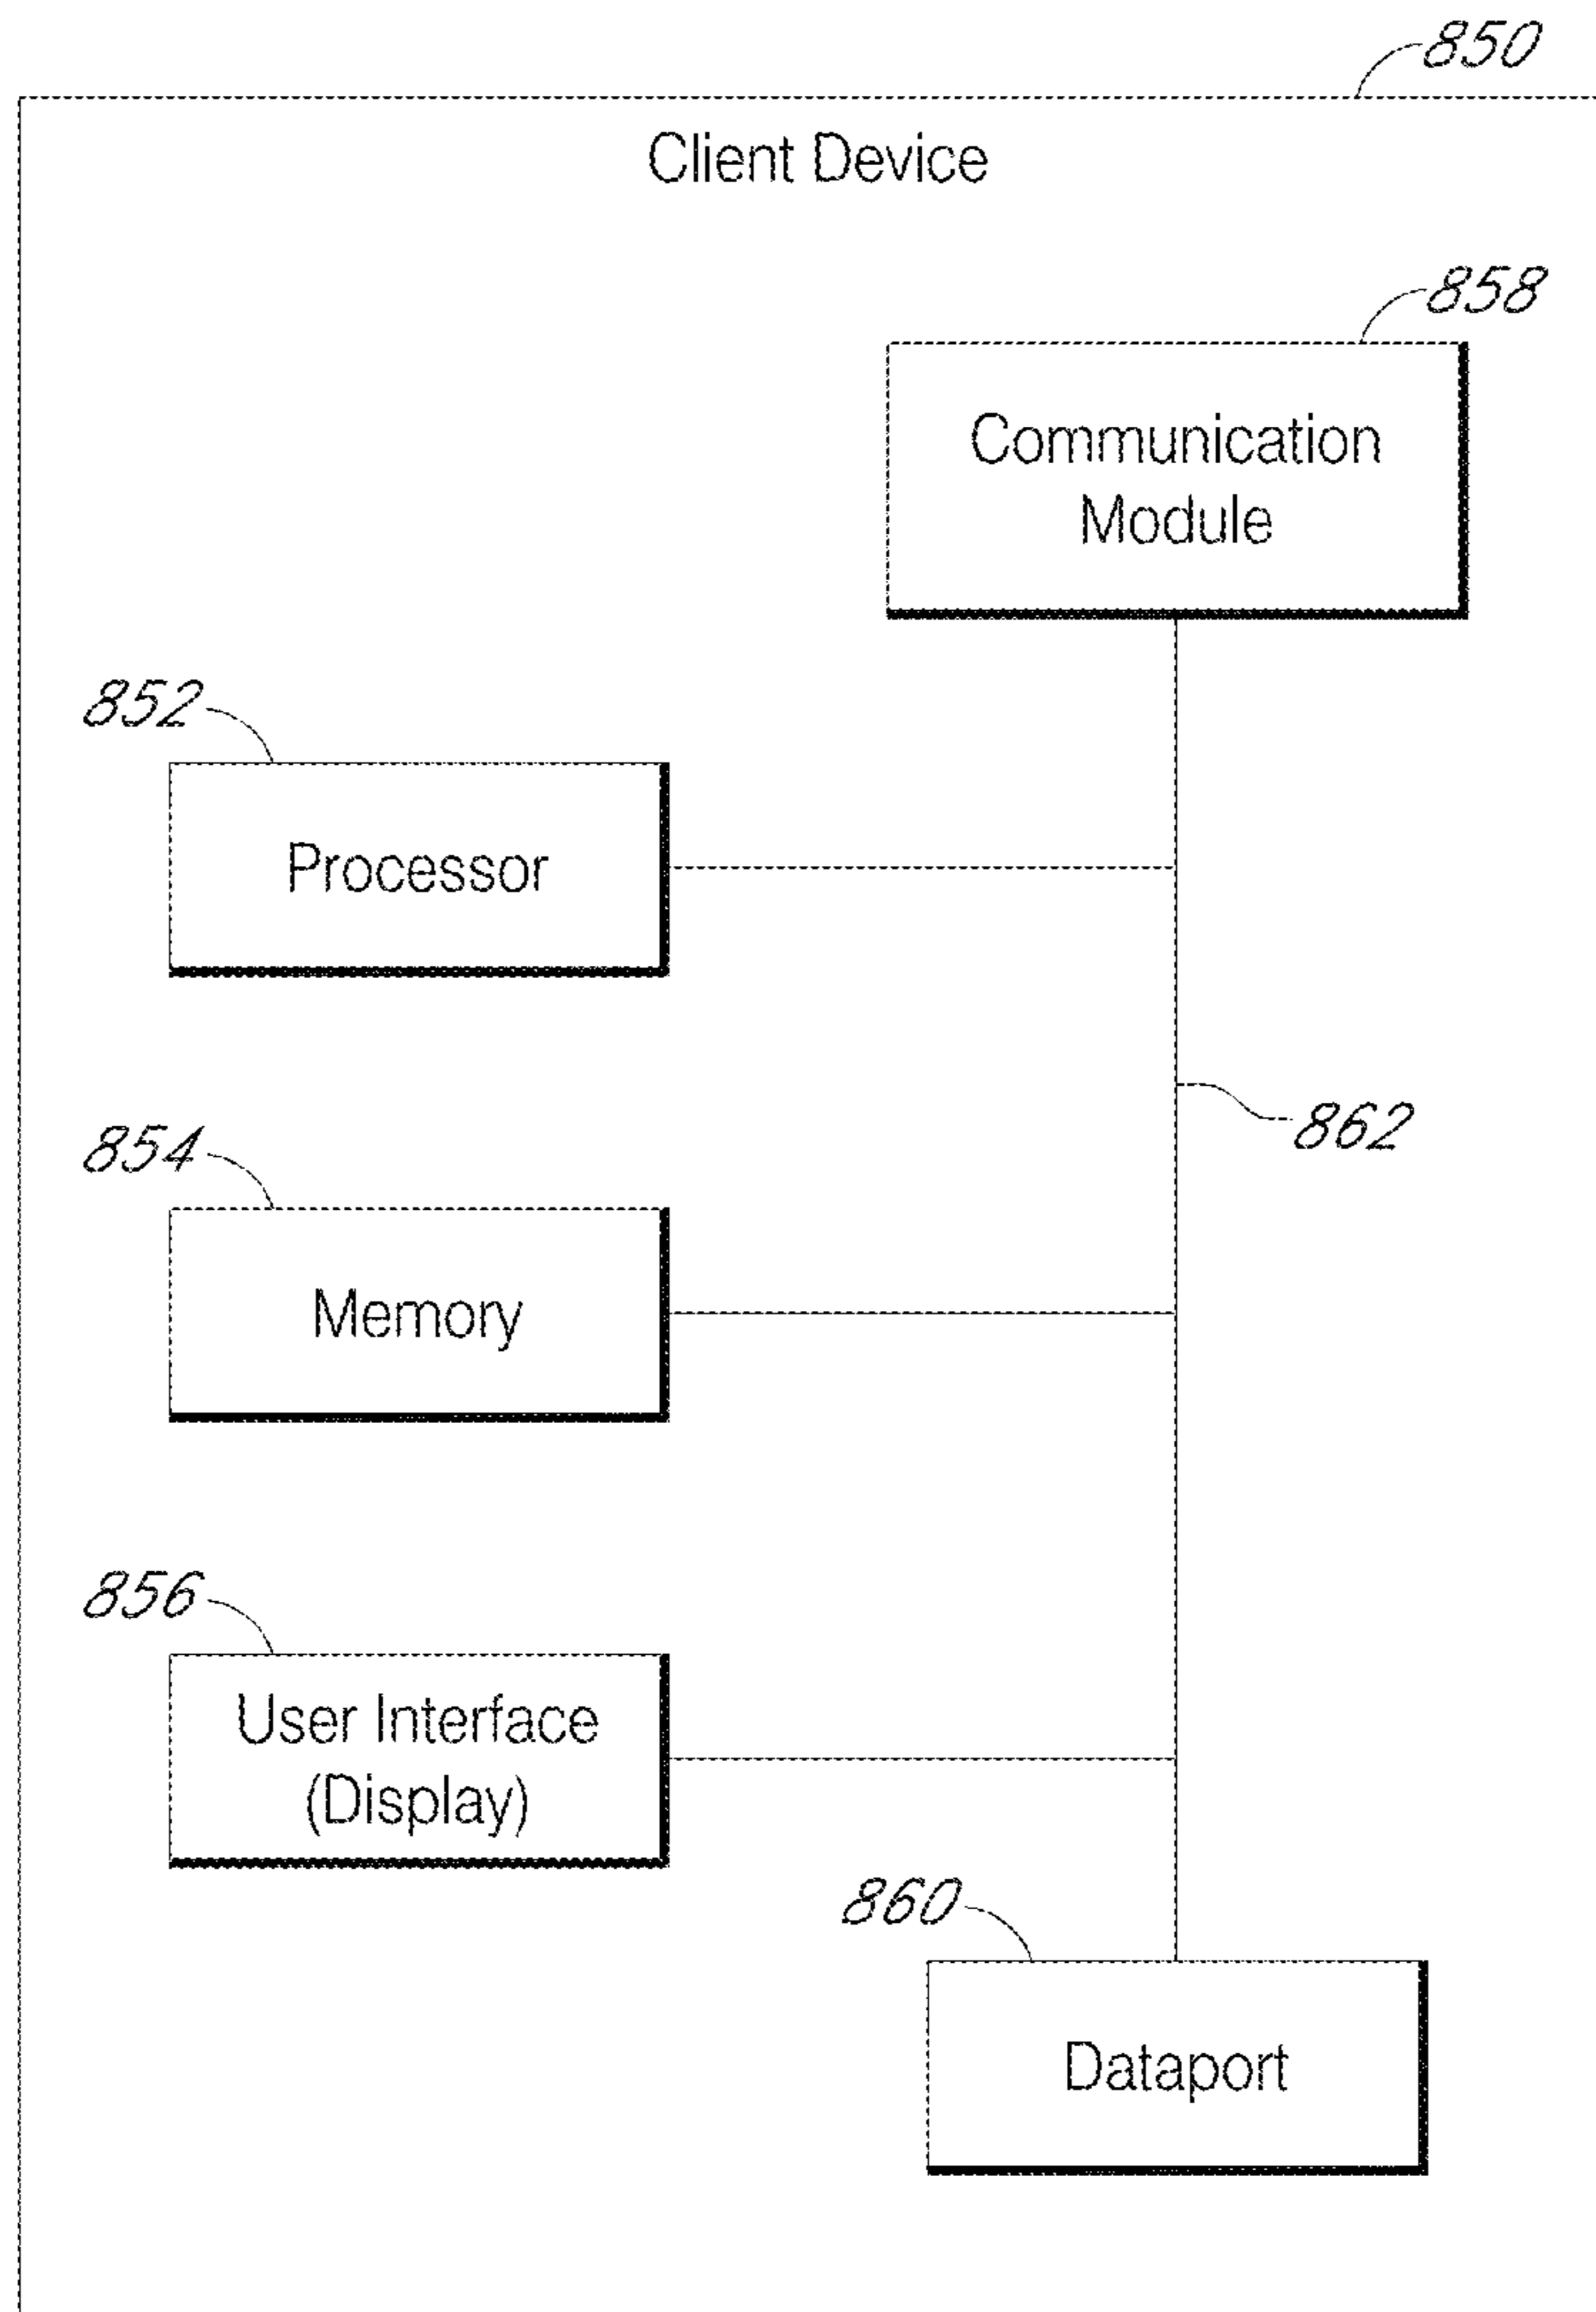 850
Client Device
858
Communication
Module
852
Processor
862
854
Memory
856
User Interface
(Display)
860
Dataport